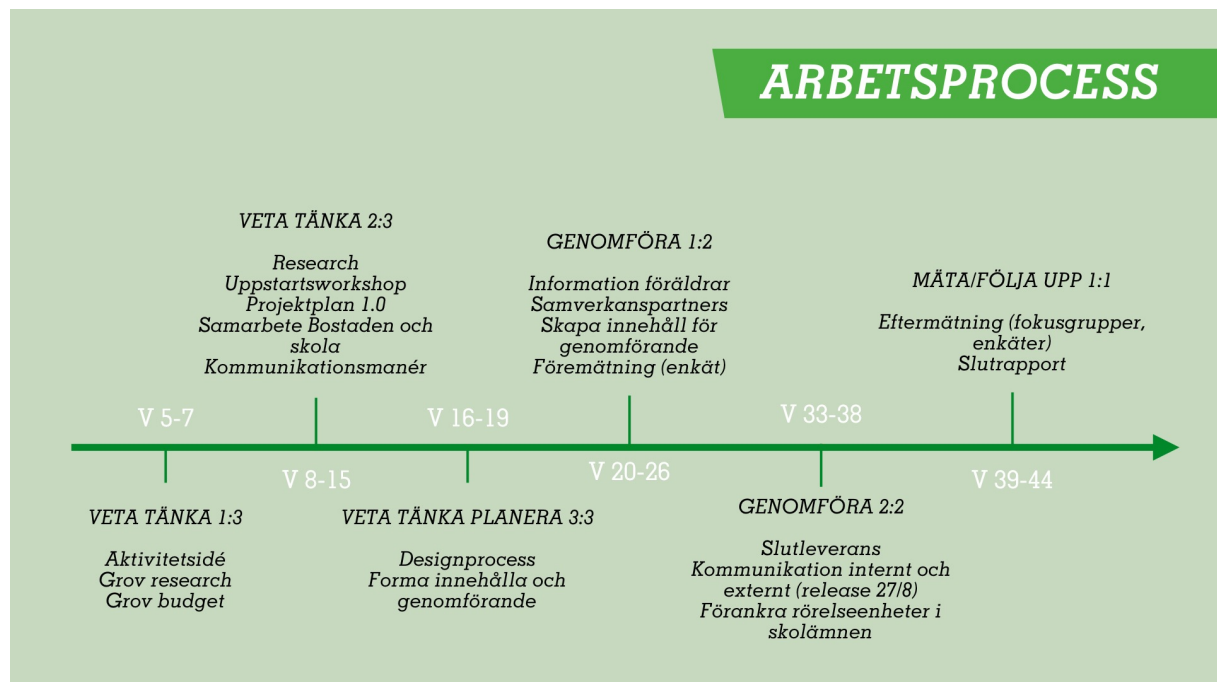 ARBETSPROCESS
VETA TÄNKA 2:3
Research
Uppstartsworkshop
Projektplan 1.0
Samarbete Bostaden och
skola
Kommunikationsmanér
GENOMFÖRA 1:2
Information föräldrar
Samverkanspartners
Skapa innehåll för
genomförande
Föremätning (enkät)
MÄTA/FÖLJA UPP 1:1
Eftermätning (fokusgrupper,
enkäter)
Slutrapport
V 5-7
V 16-19
V 33-38
V 8-15
V 20-26
V 39-44
VETA TÄNKA 1:3
Aktivitetsidé
Grov research
Grov budget
VETA TÄNKA PLANERA 3:3
Designprocess
Forma innehålla och
genomförande
GENOMFÖRA 2:2
Slutleverans
Kommunikation internt och
externt (release 27/8)
Förankra rörelseenheter i
skolämnen